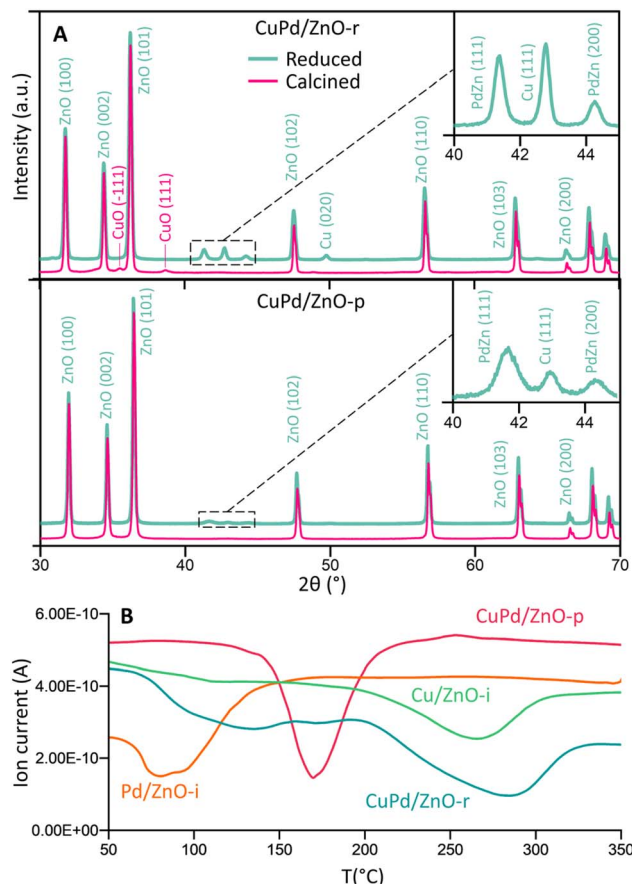 A
CuPd/ZnO-r
Reduced
Calcined
Intensity (a.u.)
ZnO (100)
ZnO (002)
ZnO (101)
CuO (-111)
CuO (111)
ZnO (102)
Cu (020)
ZnO (110)
ZnO (103)
ZnO (200)
PdZn (111)
Cu (111)
PdZn (200)
40 42 44
CuPd/ZnO-p
ZnO (100)
ZnO (002)
ZnO (101)
ZnO (102)
ZnO (110)
ZnO (103)
ZnO (200)
PdZn (111)
Cu (111)
PdZn (200)
40 42 44
30 40 50 60 70
2θ (°)
B
6.00E-10
4.00E-10
2.00E-10
0.00E+00
Ion current (A)
CuPd/ZnO-p
Cu/ZnO-i
Pd/ZnO-i
CuPd/ZnO-r
50 100 150 200 250 300 350
T(°C)